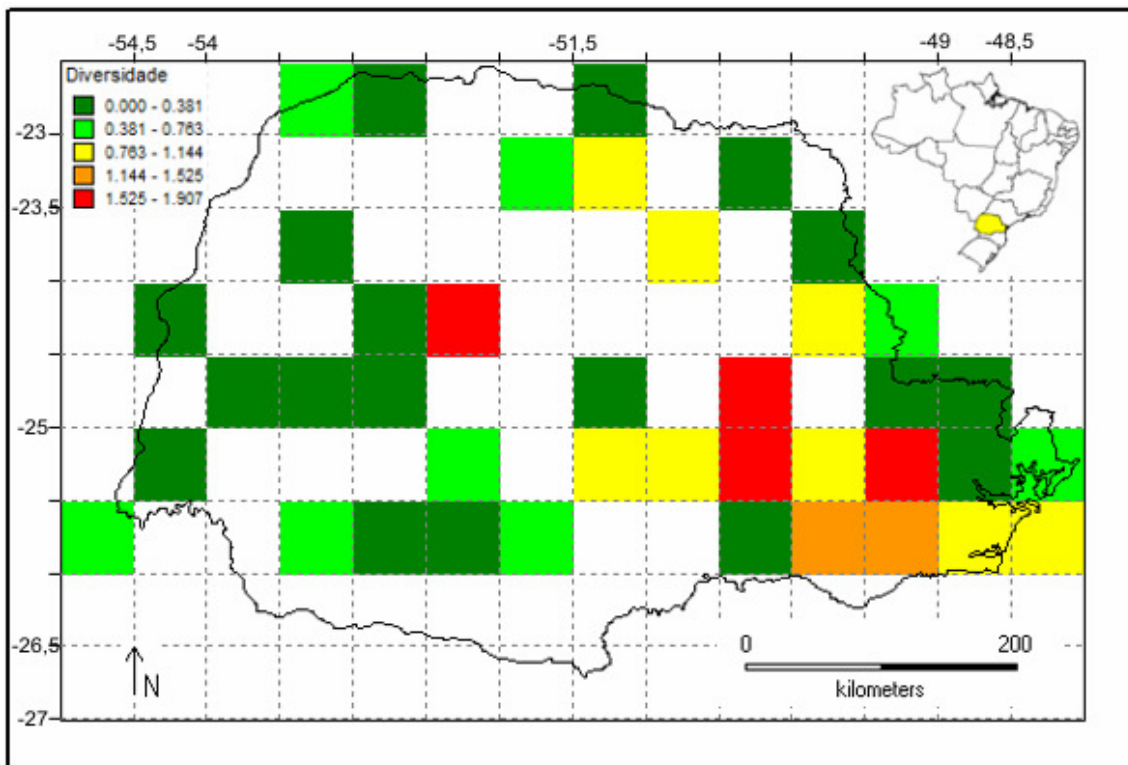 -54,5 -54 -51,5 -49 -48,5
Diversidade
0.000 - 0.381
0.381 - 0.763
0.763 - 1.144
1.144 - 1.525
1.525 - 1.907
-23
-23,5
-25
-26,5
-27
N
0 200
kilometers